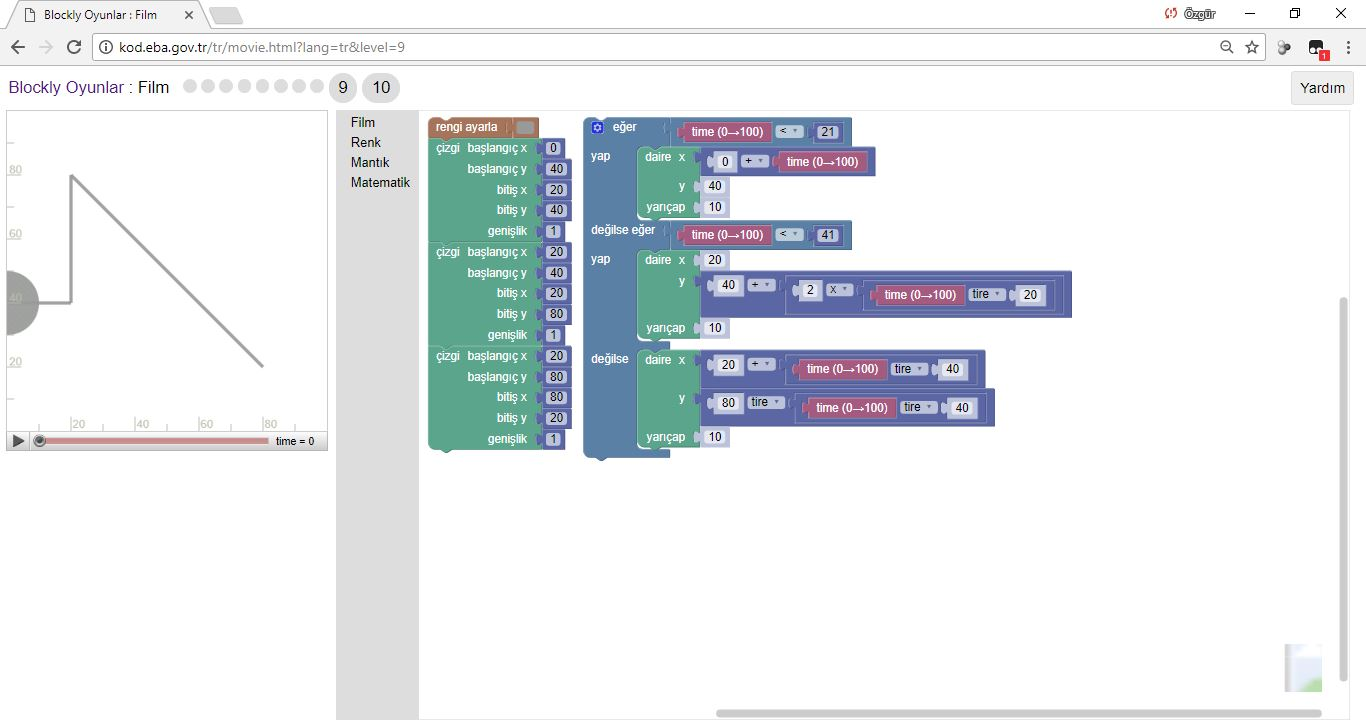 Blockly Oyunlar : Film
Özgür
kod.eba.gov.tr/tr/movie.html?lang=tr&level=9
1
Blockly Oyunlar : Film
9
10
Yardım
80
60
40
20
20
40
60
80
time = 0
Film
Renk
Mantık
Matematik
rengi ayarla
çizgi başlangıç x 0
başlangıç y 40
bitiş x 20
bitiş y 40
genişlik 1
çizgi başlangıç x 20
başlangıç y 40
bitiş x 20
bitiş y 80
genişlik 1
çizgi başlangıç x 20
başlangıç y 80
bitiş x 80
bitiş y 20
genişlik 1
eğer time (0→100) < 21
yap daire x 0 + time (0→100)
y 40
yarıçap 10
değilse eğer time (0→100) < 41
yap daire x 20
y 40 + 2 x time (0→100) tire 20
yarıçap 10
değilse daire x 20 + time (0→100) tire 40
y 80 tire time (0→100) tire 40
yarıçap 10